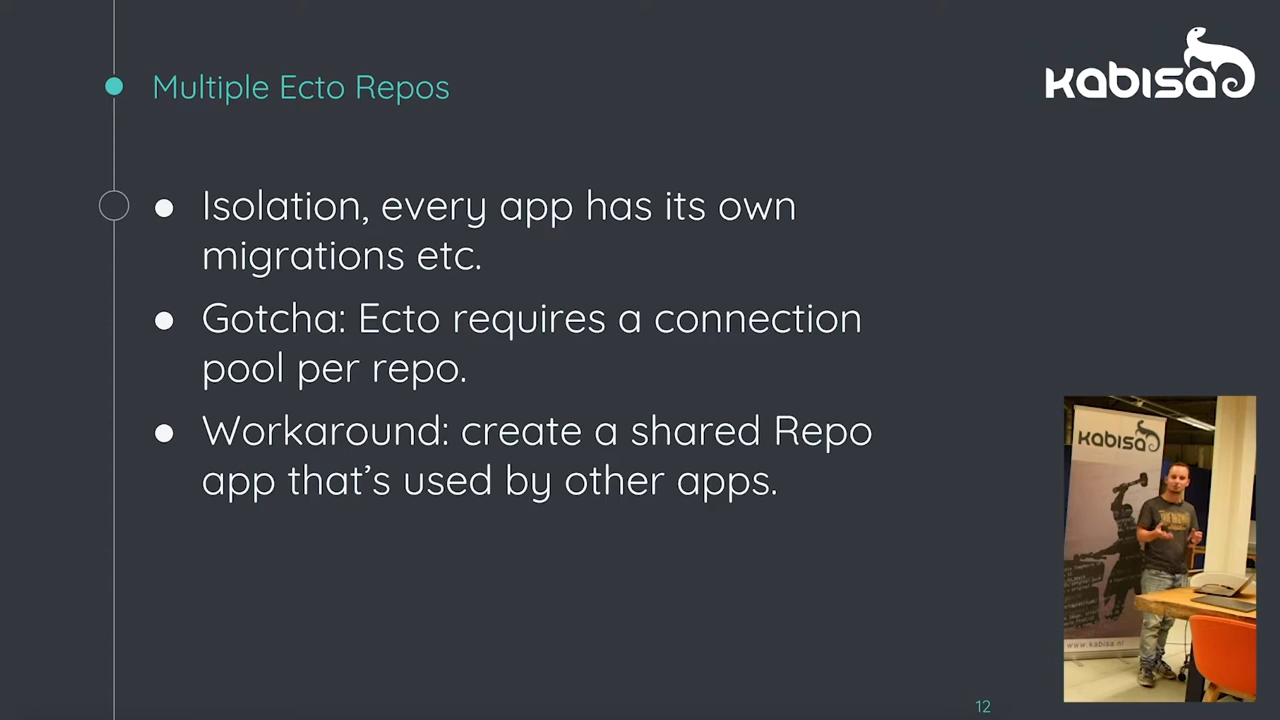 Multiple Ecto Repos
kabisa
● Isolation, every app has its own
migrations etc.
● Gotcha: Ecto requires a connection
pool per repo.
● Workaround: create a shared Repo
app that’s used by other apps.
kabisa
www.kabisa.nl
12